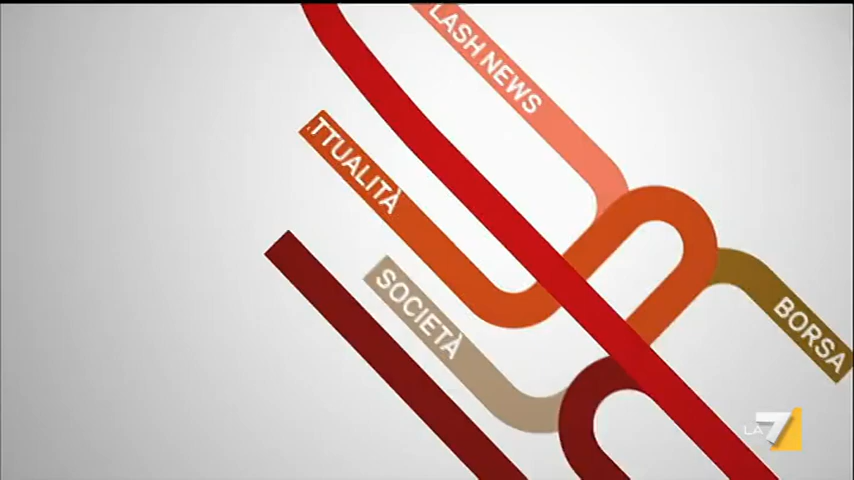 LASH NEWS
TTUALITÀ
SOCIETÀ
BORSA
LA7